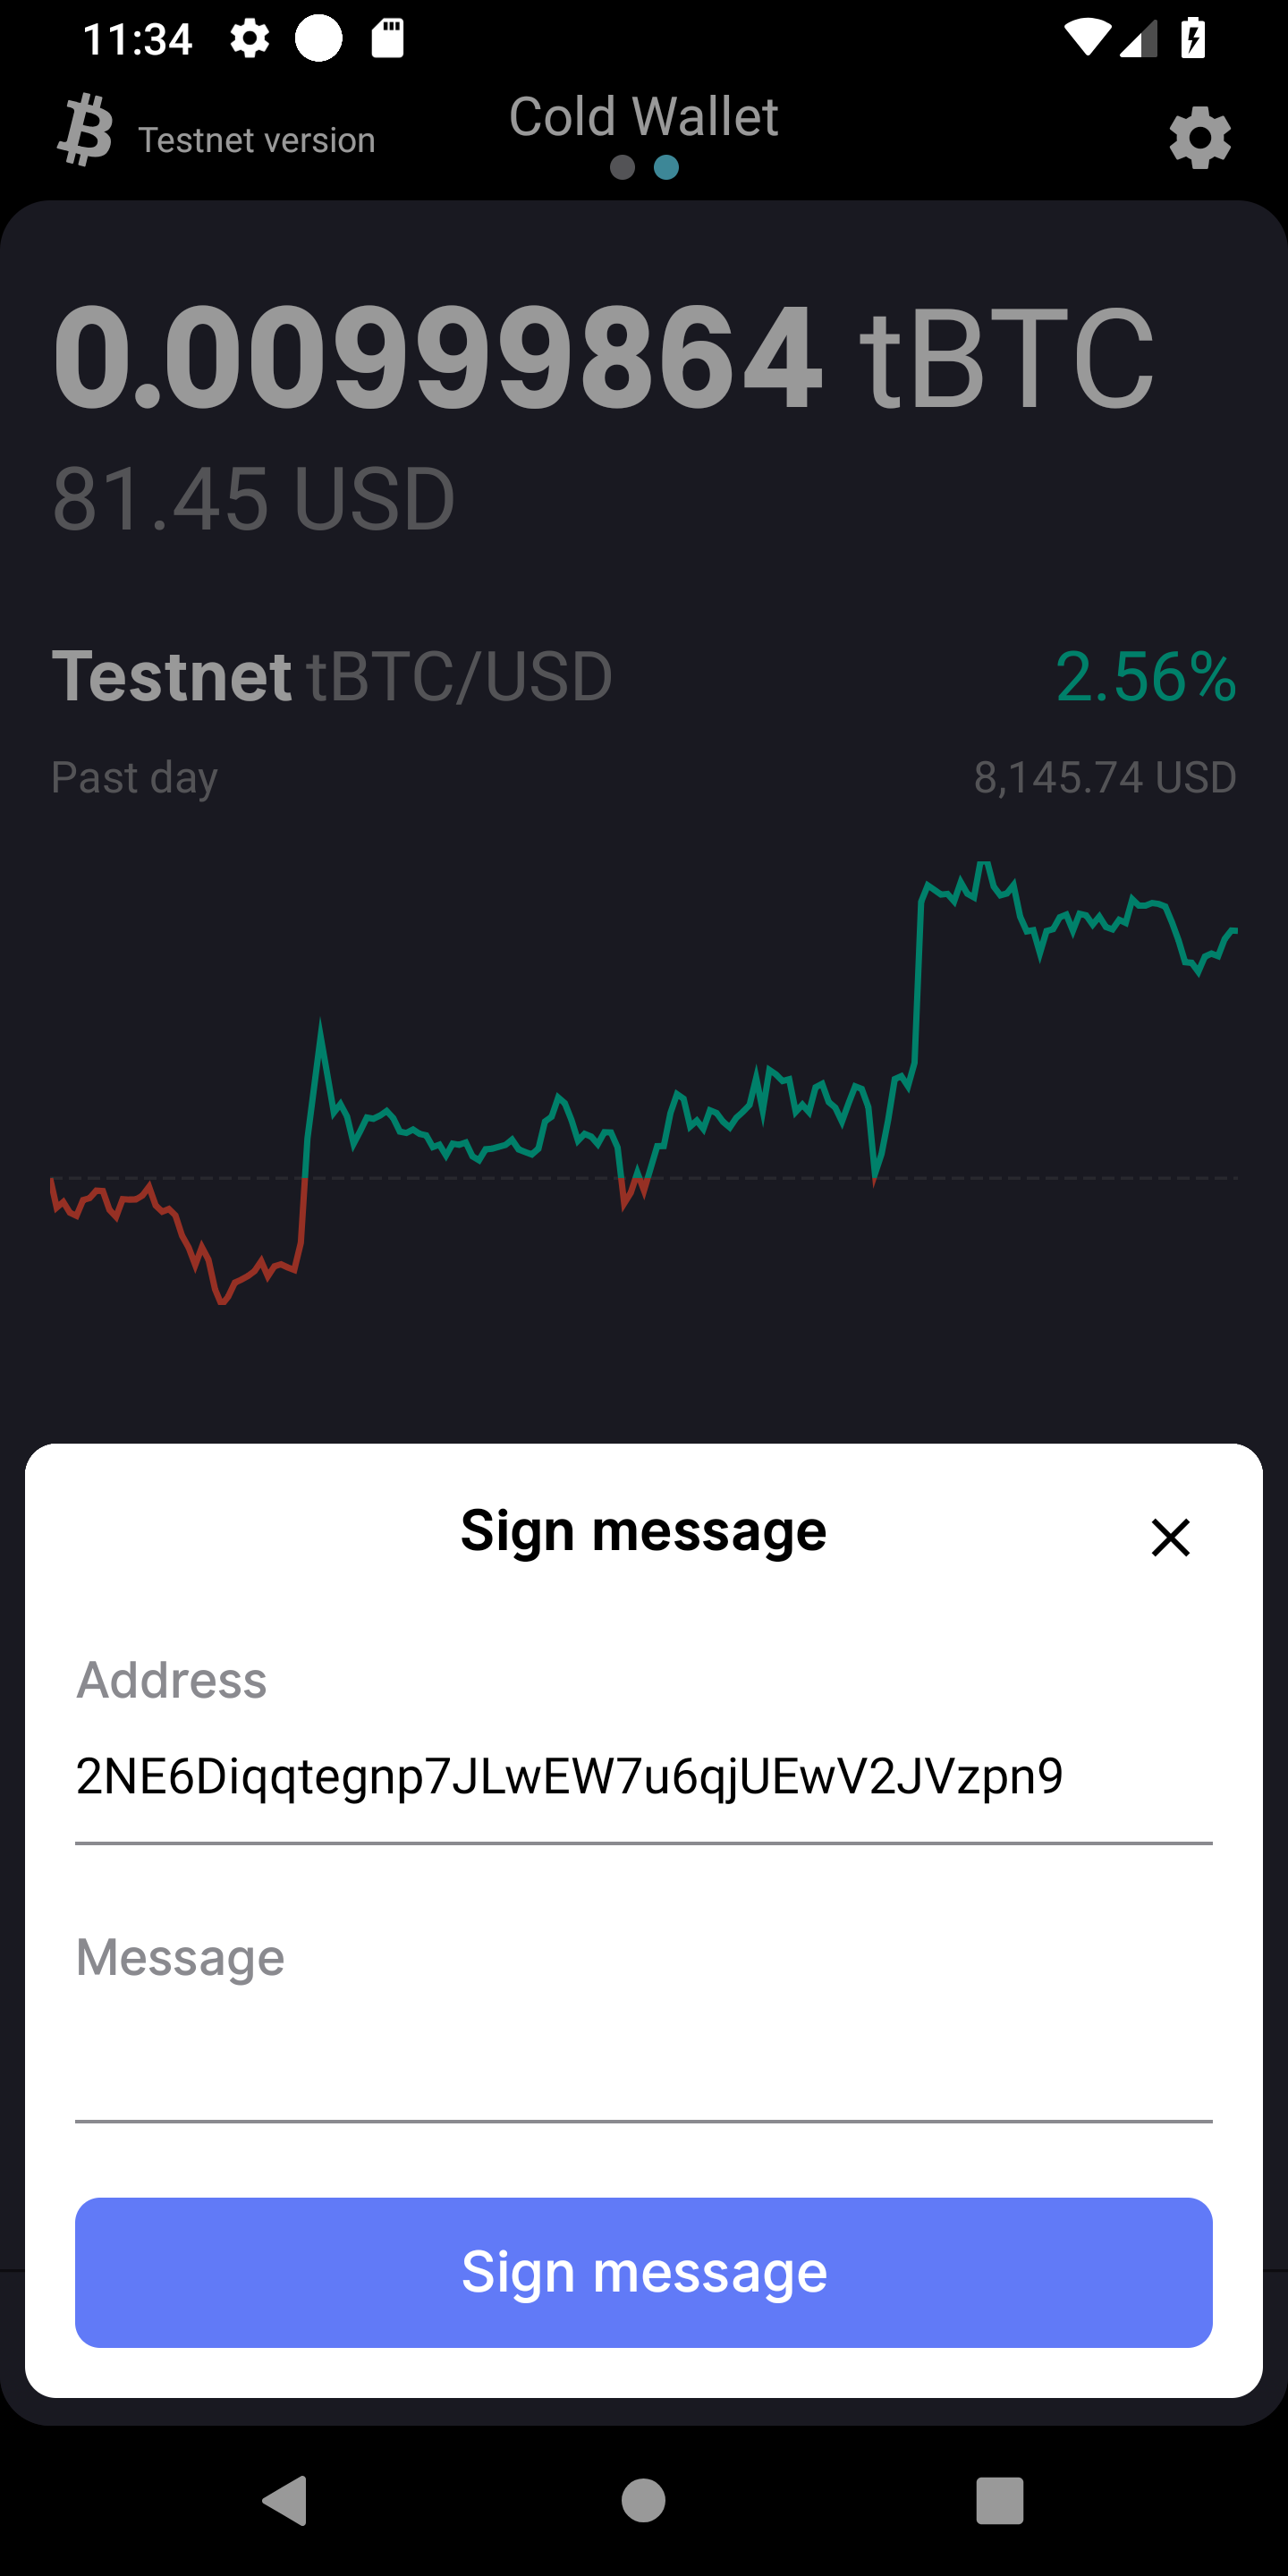 11:34
Testnet version
Cold Wallet
0.00999864 tBTC
81.45 USD
Testnet tBTC/USD
2.56%
Past day
8,145.74 USD
Sign message
Address
2NE6Diqqtegnp7JLwEW7u6qjUEwV2JVzpn9
Message
Sign message